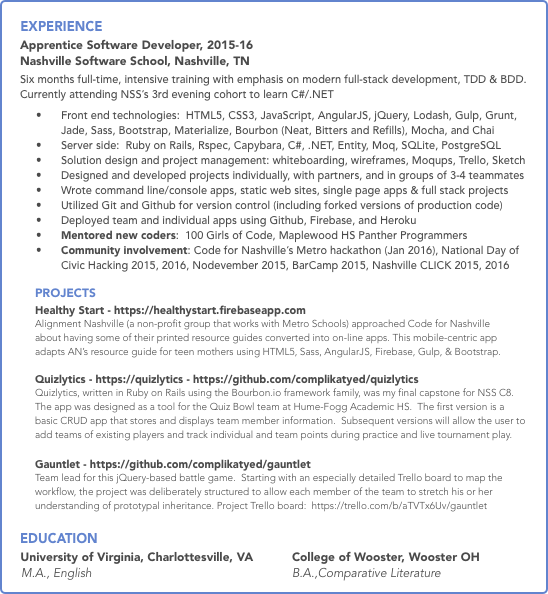 EXPERIENCE
Apprentice Software Developer, 2015-16
Nashville Software School, Nashville, TN
Six months full-time, intensive training with emphasis on modern full-stack development, TDD & BDD.
Currently attending NSS's 3rd evening cohort to learn C#/.NET
• Front end technologies: HTML5, CSS3, JavaScript, AngularJS, jQuery, Lodash, Gulp, Grunt,
Jade, Sass, Bootstrap, Materialize, Bourbon (Neat, Bitters and Refills), Mocha, and Chai
• Server side: Ruby on Rails, Rspec, Capybara, C#, .NET, Entity, Moq, SQLite, PostgreSQL
• Solution design and project management: whiteboarding, wireframes, Moqups, Trello, Sketch
• Designed and developed projects individually, with partners, and in groups of 3-4 teammates
• Wrote command line/console apps, static web sites, single page apps & full stack projects
• Utilized Git and Github for version control (including forked versions of production code)
• Deployed team and individual apps using Github, Firebase, and Heroku
• Mentored new coders: 100 Girls of Code, Maplewood HS Panther Programmers
• Community involvement: Code for Nashville's Metro hackathon (Jan 2016), National Day of
Civic Hacking 2015, 2016, Nodevember 2015, BarCamp 2015, Nashville CLICK 2015, 2016
PROJECTS
Healthy Start - https://healthystart.firebaseapp.com
Alignment Nashville (a non-profit group that works with Metro Schools) approached Code for Nashville
about having some of their printed resource guides converted into on-line apps. This mobile-centric app
adapts AN's resource guide for teen mothers using HTML5, Sass, AngularJS, Firebase, Gulp, & Bootstrap.
Quizlytics - https://quizlytics - https://github.com/complikatyed/quizlytics
Quizlytics, written in Ruby on Rails using the Bourbon.io framework family, was my final capstone for NSS C8.
The app was designed as a tool for the Quiz Bowl team at Hume-Fogg Academic HS. The first version is a
basic CRUD app that stores and displays team member information. Subsequent versions will allow the user to
add teams of existing players and track individual and team points during practice and live tournament play.
Gauntlet - https://github.com/complikatyed/gauntlet
Team lead for this jQuery-based battle game. Starting with an especially detailed Trello board to map the
workflow, the project was deliberately structured to allow each member of the team to stretch his or her
understanding of prototypal inheritance. Project Trello board: https://trello.com/b/aTVTx6Uv/gauntlet
EDUCATION
University of Virginia, Charlottesville, VA
M.A., English
College of Wooster, Wooster OH
B.A.,Comparative Literature